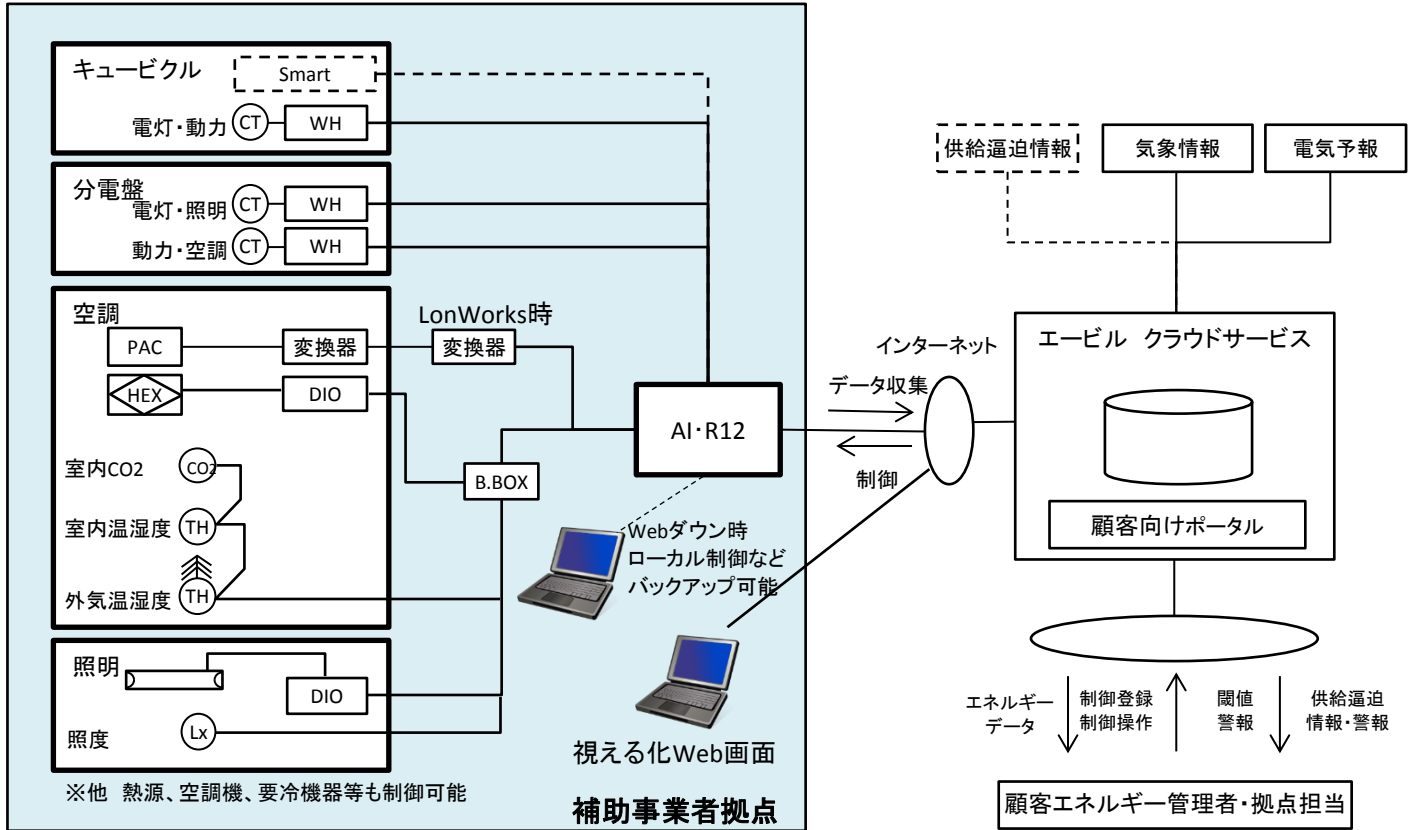 キュービクル
Smart
電灯・動力
CT
WH
分電盤
電灯・照明
CT
WH
動力・空調
CT
WH
空調
PAC
変換器
LonWorks時
変換器
HEX
DIO
室内CO2
CO2
室内温湿度
TH
外気温湿度
TH
B.BOX
AI・R12
Webダウン時
ローカル制御など
バックアップ可能
照明
DIO
照度
Lx
視える化Web画面
※他 熱源、空調機、要冷機器等も制御可能
補助事業者拠点
インターネット
データ収集
制御
供給逼迫情報
気象情報
電気予報
エービル クラウドサービス
顧客向けポータル
エネルギー
データ
制御登録
制御操作
閾値
警報
供給逼迫
情報・警報
顧客エネルギー管理者・拠点担当